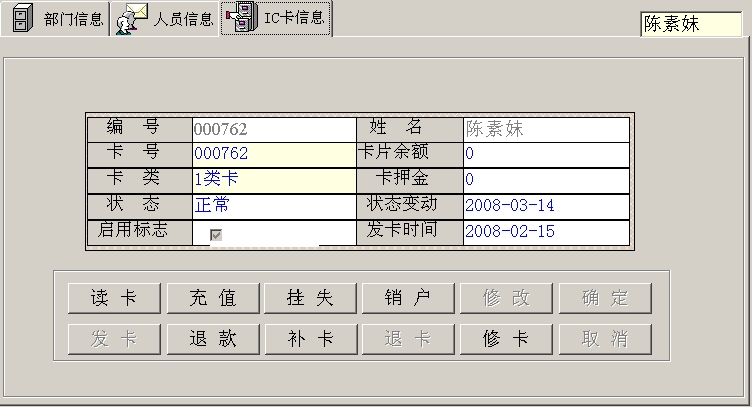 部门信息 人员信息 IC卡信息 陈素妹
编 号 000762 姓 名 陈素妹
卡 号 000762 卡片余额 0
卡 类 1类卡 卡押金 0
状 态 正常 状态变动 2008-03-14
启用标志 发卡时间 2008-02-15
读 卡 充 值 挂 失 销 户 修 改 确 定
发 卡 退 款 补 卡 退 卡 修 卡 取 消